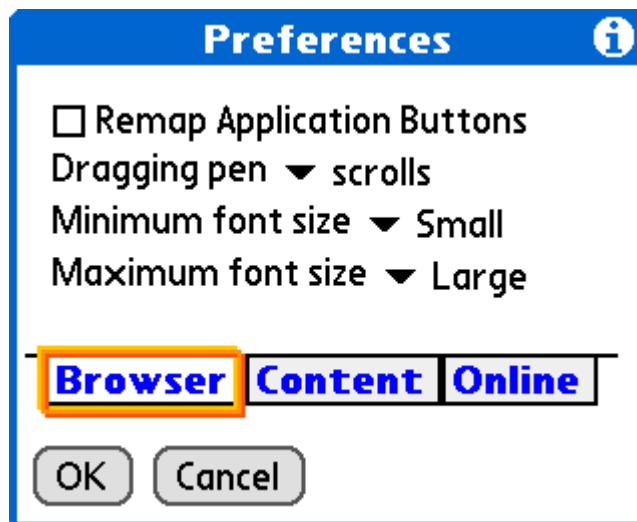 Preferences
Remap Application Buttons
Dragging pen scrolls
Minimum font size Small
Maximum font size Large
Browser Content Online
OK Cancel